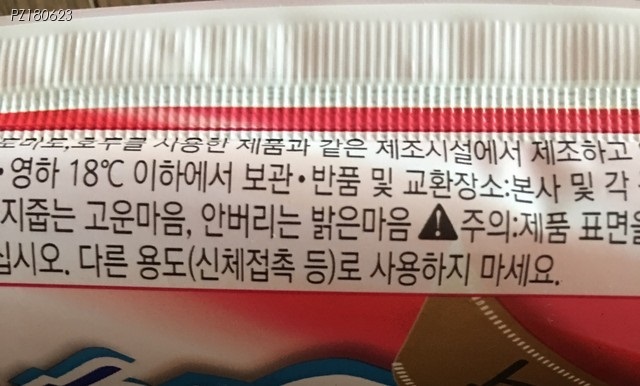 PZ180623
토마토,호두를 사용한 제품과 같은 제조시설에서 제조하고
• 영하 18℃ 이하에서 보관 • 반품 및 교환장소:본사 및 각
지줍는 고운마음, 안버리는 밝은마음 ⚠주의:제품 표면을
십시오. 다른 용도(신체접촉 등)로 사용하지 마세요.